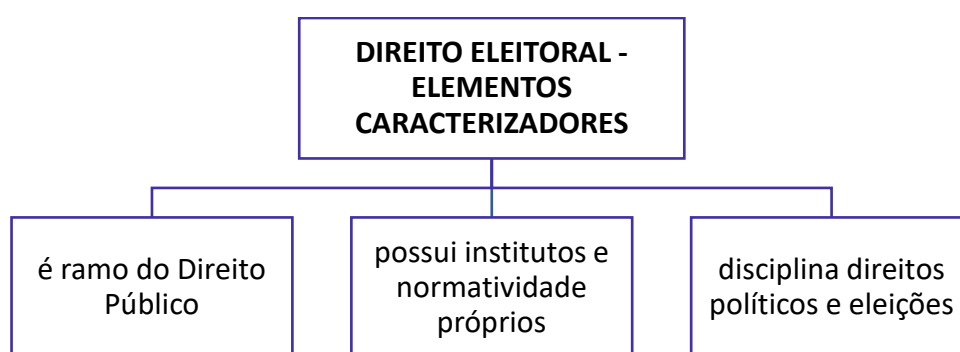 DIREITO ELEITORAL -
ELEMENTOS
CARACTERIZADORES
é ramo do Direito
Público
possui institutos e
normatividade
próprios
disciplina direitos
políticos e eleições